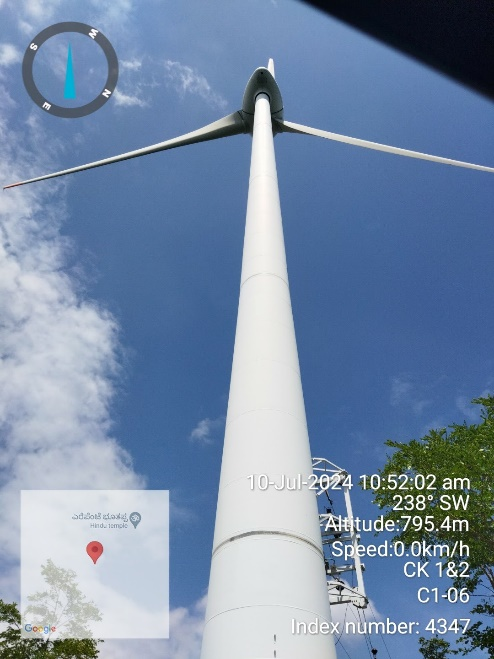 S
W
E
N
10-Jul-2024 10:52:02 am
238° SW
Altitude:795.4m
Speed:0.0km/h
CK 1&2
C1-06
Index number: 4347
Hindu temple
Google